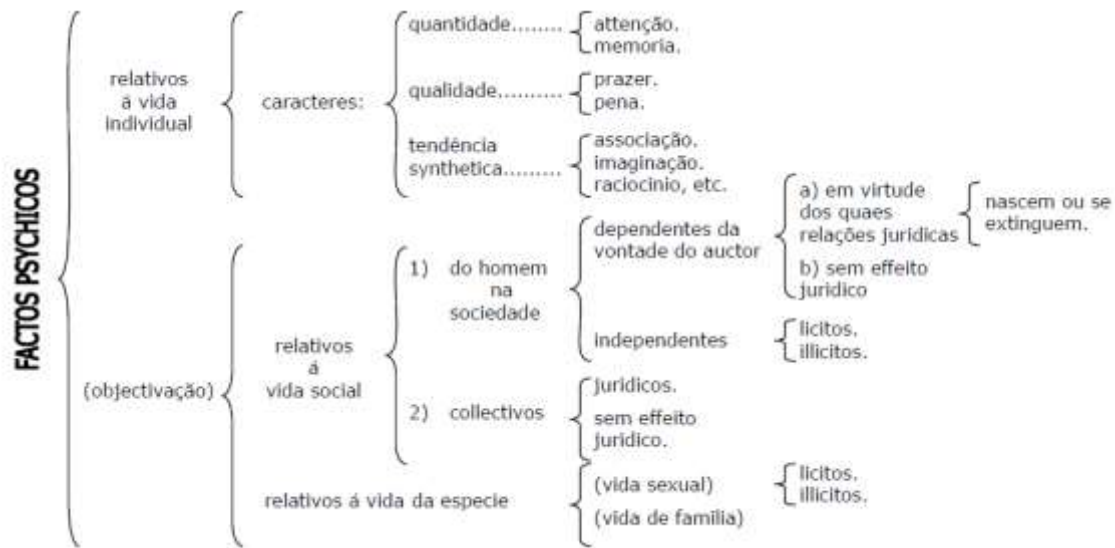 FACTOS PSYCHICOS
relativos
á vida
individual
caracteres:
quantidade........
attenção.
memoria.
qualidade..........
prazer.
pena.
tendência
synthetica.........
associação.
imaginação.
raciocinio, etc.
(objectivação)
relativos
á
vida social
1) do homem
na
sociedade
dependentes da
vontade do auctor
a) em virtude
dos quaes
relações juridicas
nascem ou se
extinguem.
b) sem effeito
juridico
independentes
licitos.
illicitos.
2) collectivos
juridicos.
sem effeito
juridico.
relativos á vida da especie
(vida sexual)
licitos.
illicitos.
(vida de familia)